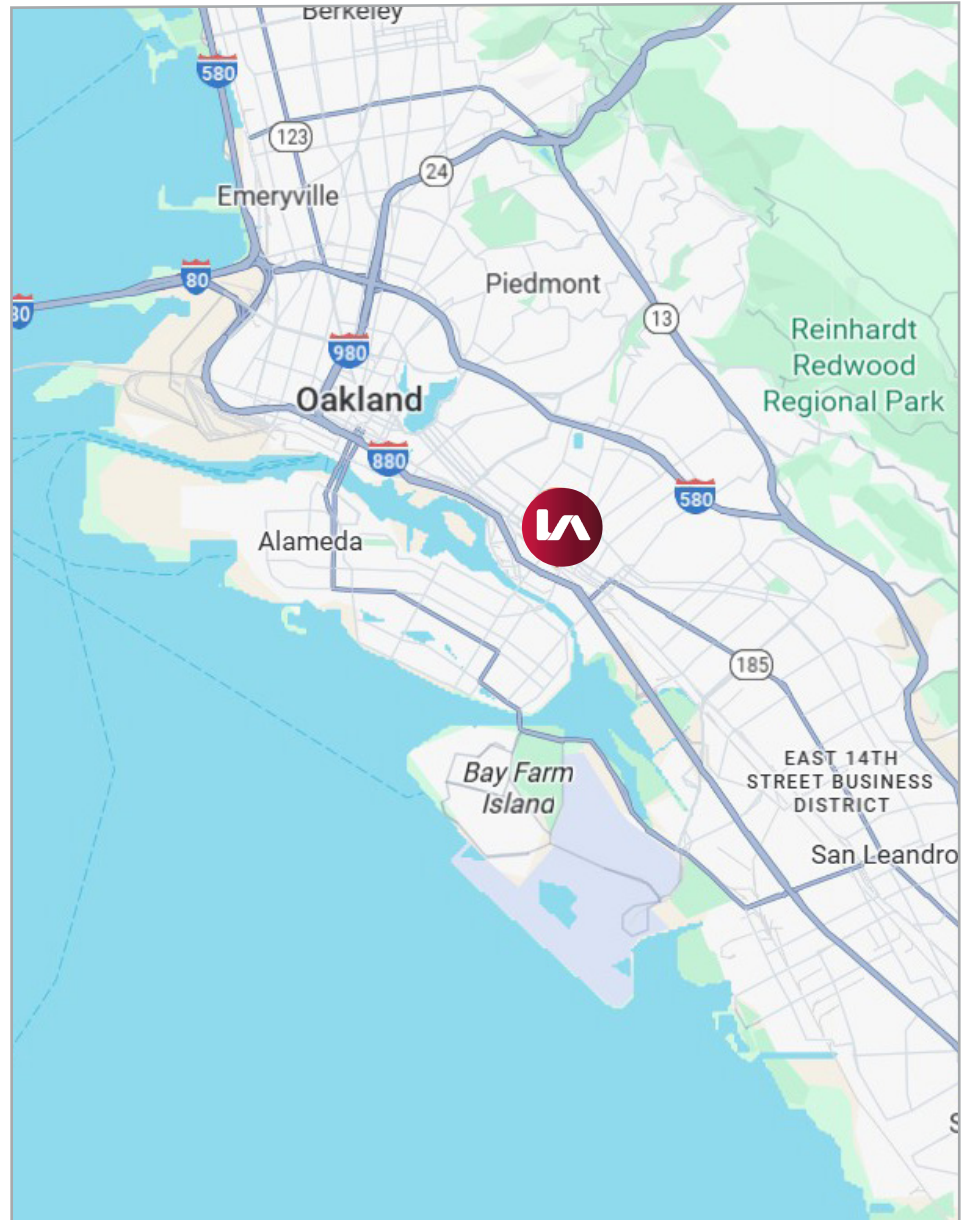 Berkeley
580
123
24
Emeryville
80
80
Piedmont
13
980
Reinhardt
Redwood
Regional Park
Oakland
880
580
LA
Alameda
185
EAST 14TH
STREET BUSINESS
DISTRICT
Bay Farm
Island
San Leandro
S